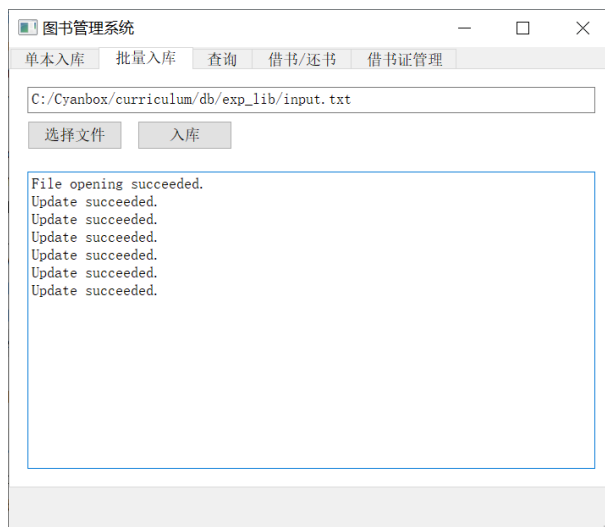 图书管理系统
单本入库 批量入库 查询 借书/还书 借书证管理
C:/Cyanbox/curriculum/db/exp_lib/input.txt
选择文件 入库
File opening succeeded.
Update succeeded.
Update succeeded.
Update succeeded.
Update succeeded.
Update succeeded.
Update succeeded.